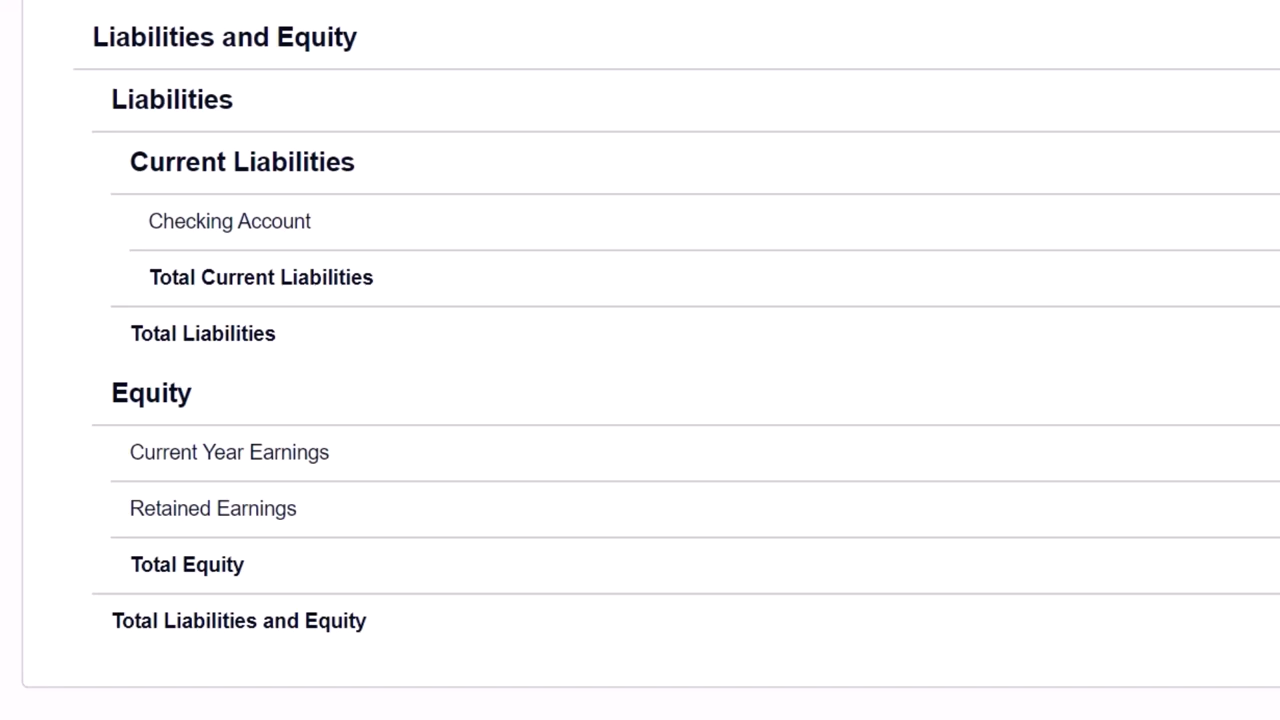 Liabilities and Equity
Liabilities
Current Liabilities
Checking Account
Total Current Liabilities
Total Liabilities
Equity
Current Year Earnings
Retained Earnings
Total Equity
Total Liabilities and Equity